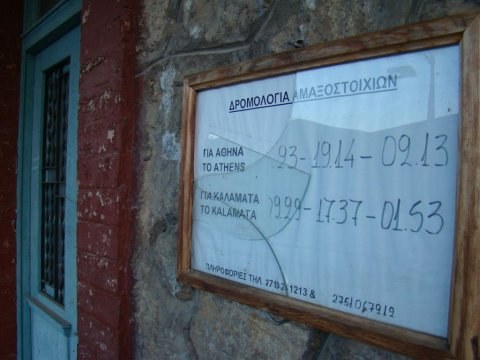 ΔΡΟΜΟΛΟΓΙΑ ΑΜΑΞΟΣΤΟΙΧΙΩΝ
ΓΙΑ ΑΘΗΝΑ
TO ATHENS
.93 - 19.14 - 02.13
ΓΙΑ ΚΑΛΑΜΑΤΑ
TO KALAMATA
09.29 - 17.37 - 01.53
ΠΛΗΡΟΦΟΡΙΕΣ ΤΗΛ. & 2751067919